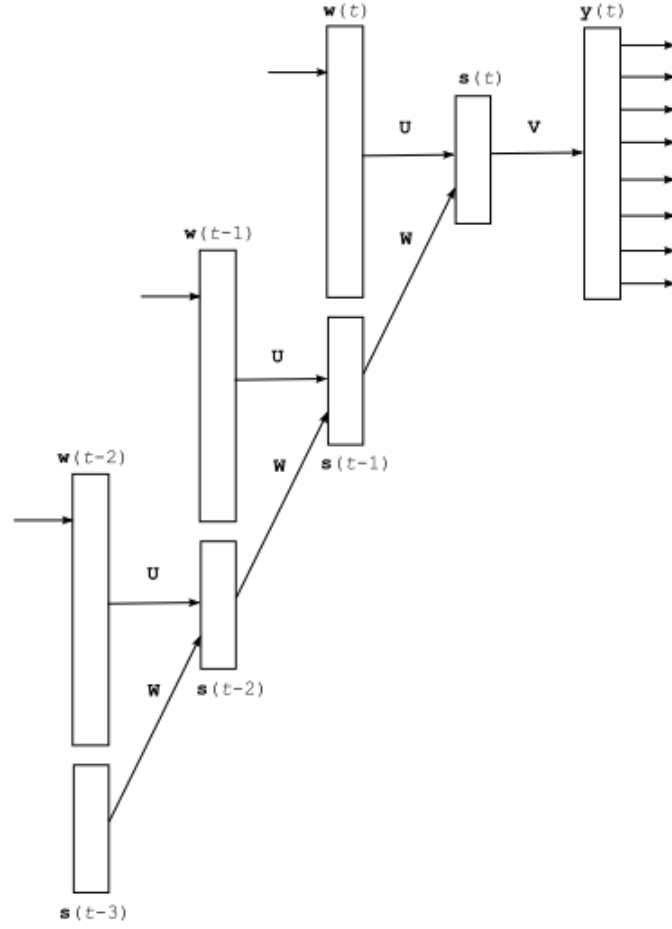 w(t)
y(t)
s(t)
U
V
w(t-1)
W
U
s(t-1)
w(t-2)
W
U
s(t-2)
W
s(t-3)